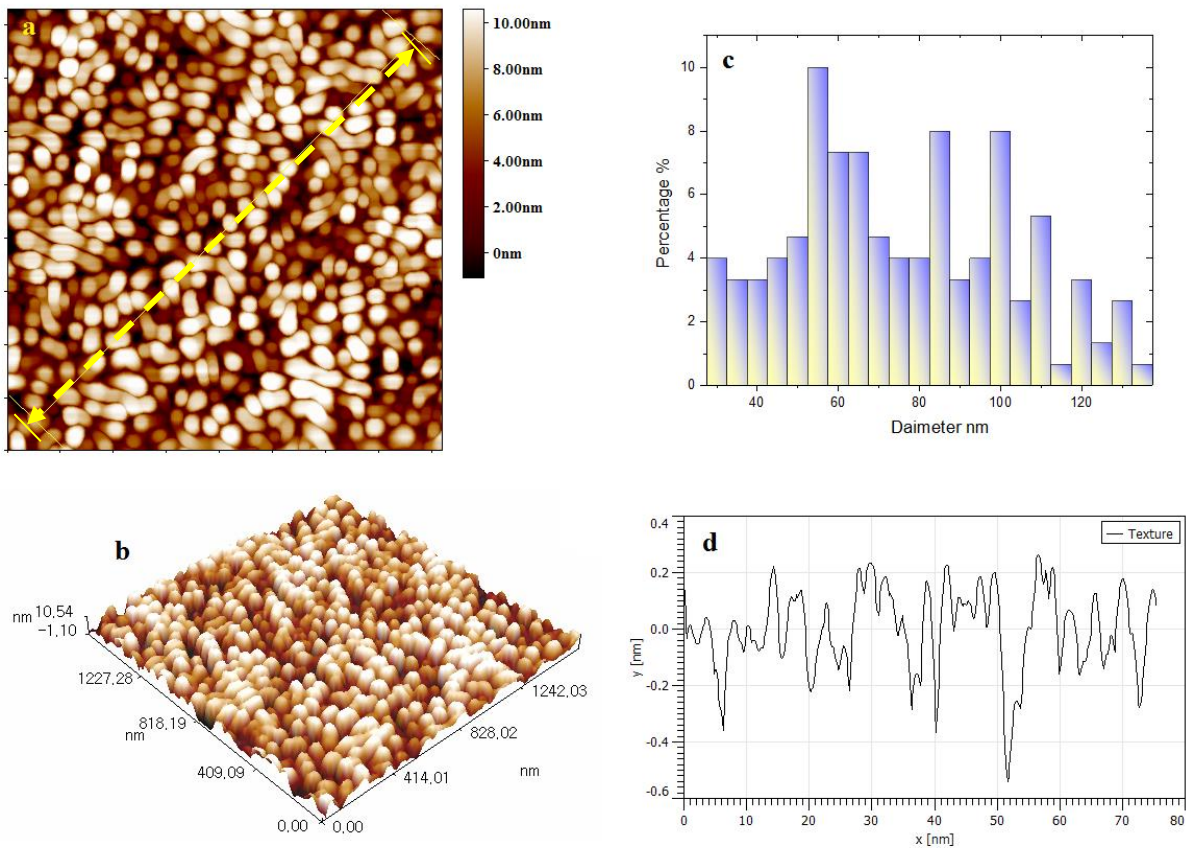 a
10.00nm
8.00nm
6.00nm
4.00nm
2.00nm
0nm
c
Percentage %
10
8
6
4
2
0
40 60 80 100 120
Daimeter nm
b
nm 10.54
-1.10
1227,28
818,19
nm
409,09
0,00 0,00
414,01
828,02
1242,03
nm
d
Texture
y [nm]
0.4
0.2
0.0
-0.2
-0.4
-0.6
0 10 20 30 40 50 60 70 80
x [nm]